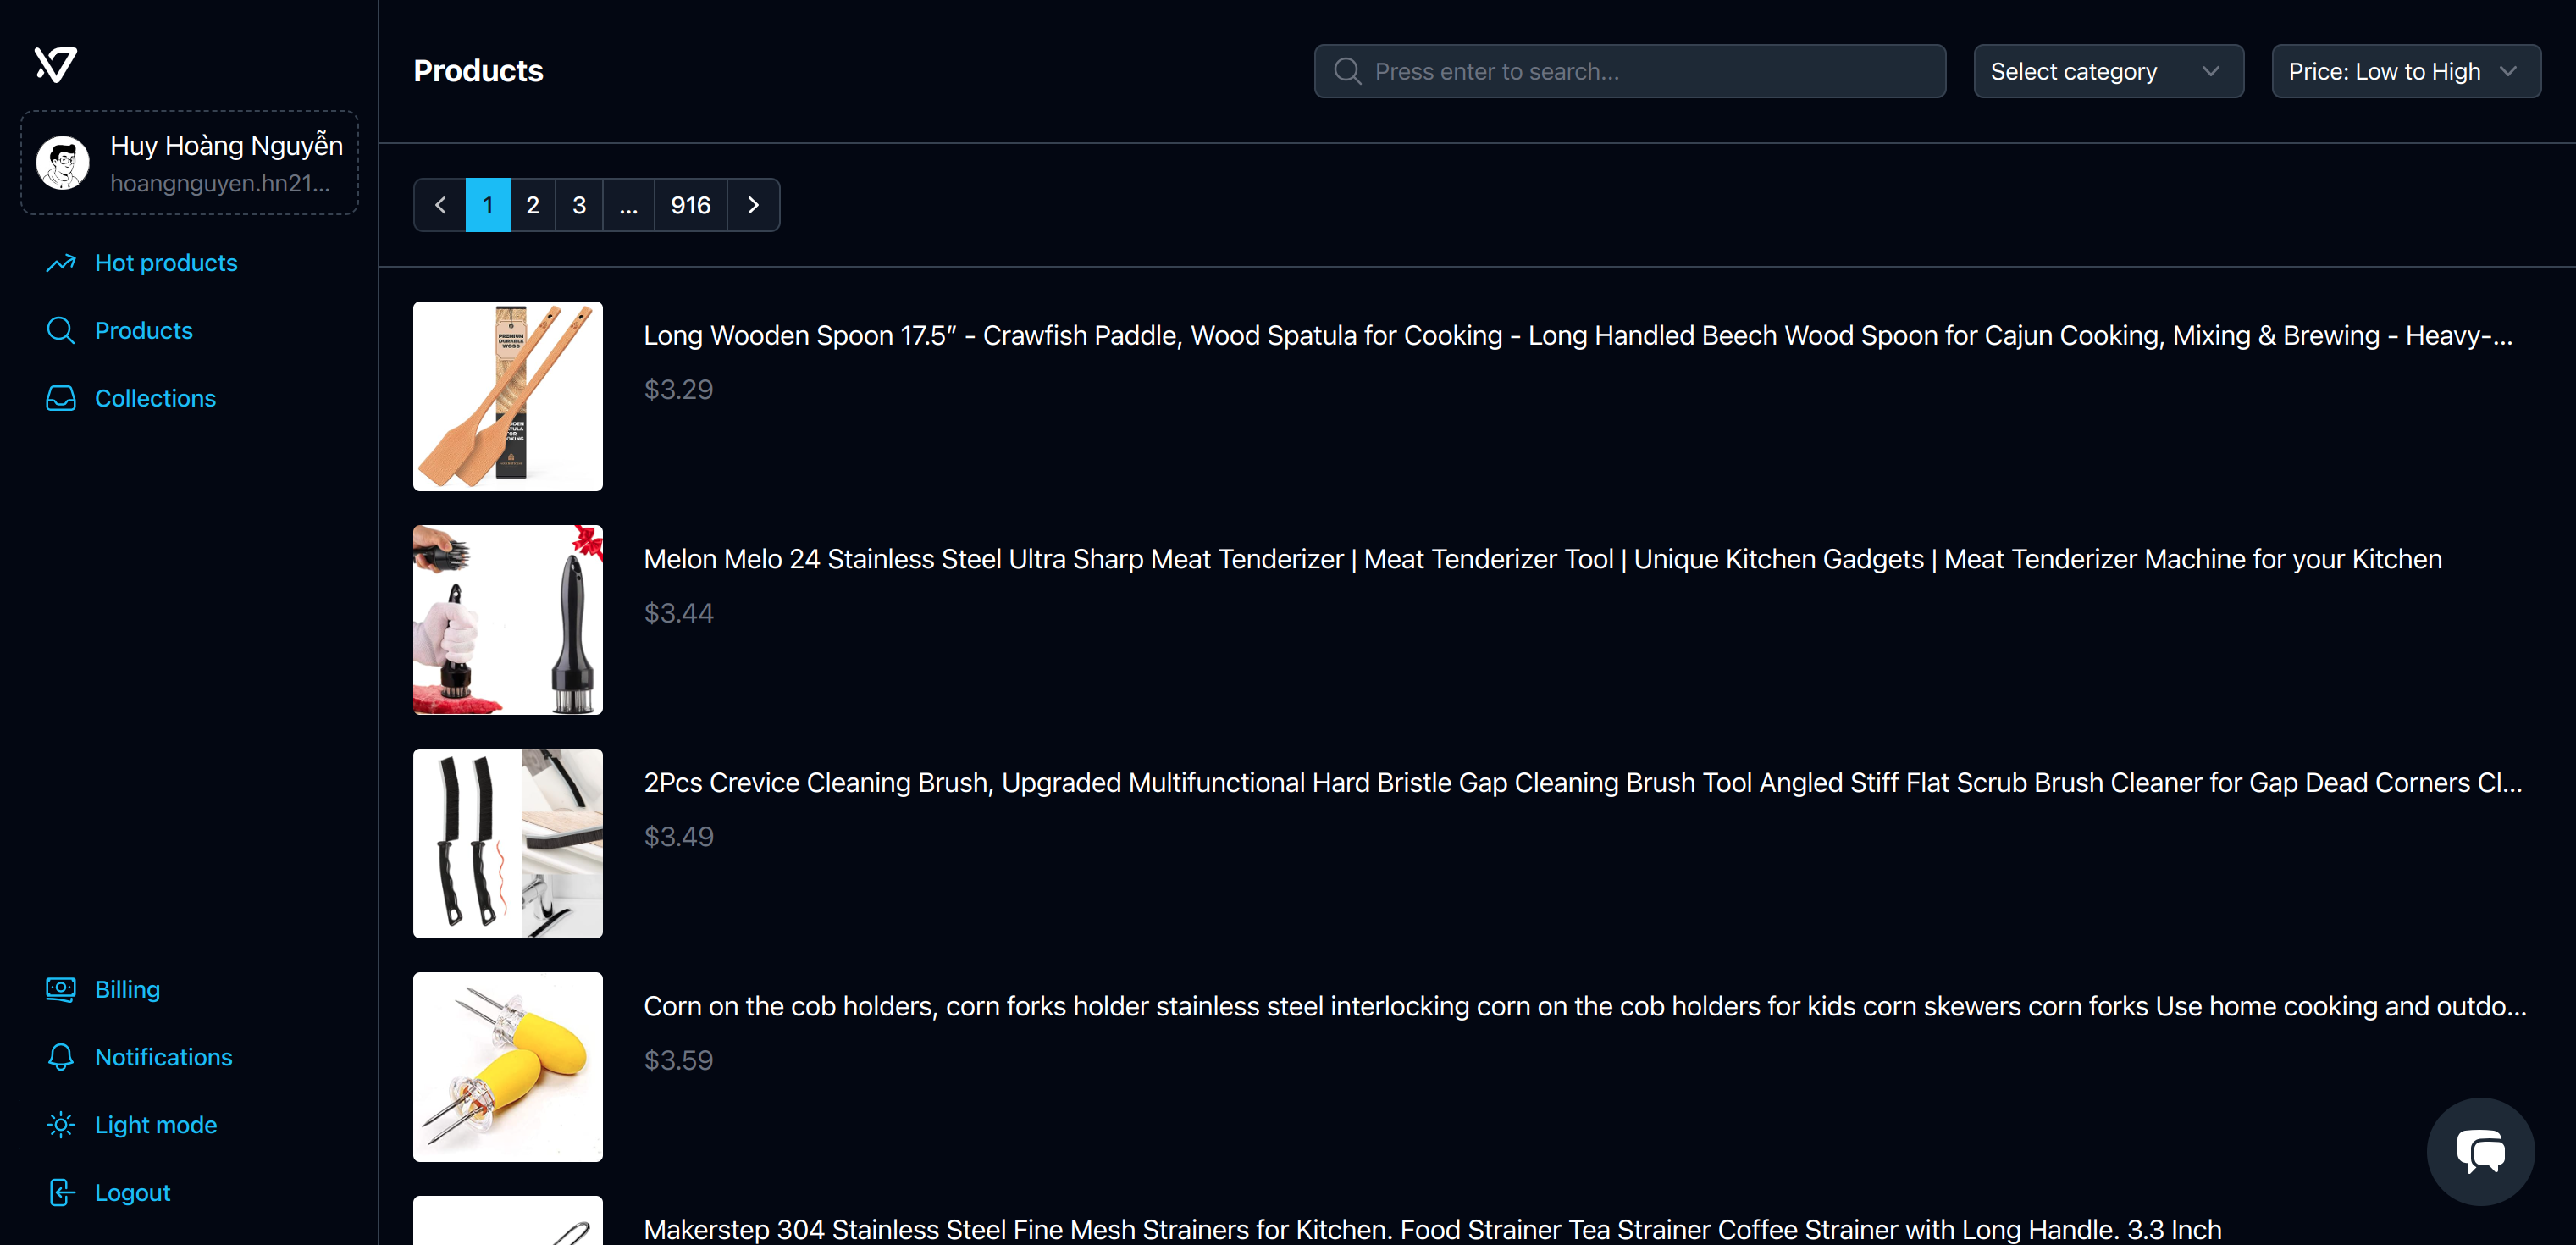 Huy Hoàng Nguyễn
hoangnguyen.hn21...
Hot products
Products
Collections
Billing
Notifications
Light mode
Logout
Products
Press enter to search...
Select category
Price: Low to High
1 2 3 ... 916
PREMIUM
DURABLE
WOOD
Long Wooden Spoon 17.5” - Crawfish Paddle, Wood Spatula for Cooking - Long Handled Beech Wood Spoon for Cajun Cooking, Mixing & Brewing - Heavy-...
$3.29
Melon Melo 24 Stainless Steel Ultra Sharp Meat Tenderizer | Meat Tenderizer Tool | Unique Kitchen Gadgets | Meat Tenderizer Machine for your Kitchen
$3.44
2Pcs Crevice Cleaning Brush, Upgraded Multifunctional Hard Bristle Gap Cleaning Brush Tool Angled Stiff Flat Scrub Brush Cleaner for Gap Dead Corners Cl...
$3.49
Corn on the cob holders, corn forks holder stainless steel interlocking corn on the cob holders for kids corn skewers corn forks Use home cooking and outdo...
$3.59
Makerstep 304 Stainless Steel Fine Mesh Strainers for Kitchen. Food Strainer Tea Strainer Coffee Strainer with Long Handle. 3.3 Inch